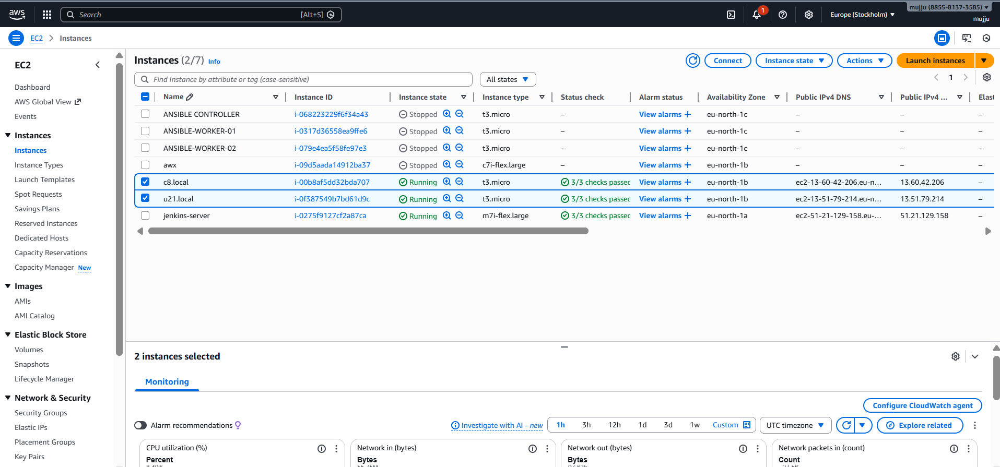 aws
Search [Alt+S]
1
Europe (Stockholm)
mujju (8855-8137-3585)
mujju
EC2 Instances
EC2
Dashboard
AWS Global View
Events
Instances
Instances
Instance Types
Launch Templates
Spot Requests
Savings Plans
Reserved Instances
Dedicated Hosts
Capacity Reservations
Capacity Manager New
Images
AMIs
AMI Catalog
Elastic Block Store
Volumes
Snapshots
Lifecycle Manager
Network & Security
Security Groups
Elastic IPs
Placement Groups
Key Pairs
Instances (2/7) Info
Connect Instance state Actions Launch instances
Find Instance by attribute or tag (case-sensitive) All states 1
Name Instance ID Instance state Instance type Status check Alarm status Availability Zone Public IPv4 DNS Public IPv4 ... Elast
ANSIBLE CONTROLLER i-068223229f6f34a43 Stopped t3.micro – View alarms + eu-north-1c – – –
ANSIBLE-WORKER-01 i-0317d36558ea9ffe6 Stopped t3.micro – View alarms + eu-north-1c – – –
ANSIBLE-WORKER-02 i-079e4ea5f58fe97e3 Stopped t3.micro – View alarms + eu-north-1c – – –
awx i-09d5aada14912ba37 Stopped c7i-flex.large – View alarms + eu-north-1b – – –
c8.local i-00b8af5dd32bda707 Running t3.micro 3/3 checks passec View alarms + eu-north-1b ec2-13-60-42-206.eu-n... 13.60.42.206 –
u21.local i-0f387549b7bd61d9c Running t3.micro 3/3 checks passec View alarms + eu-north-1b ec2-13-51-79-214.eu-n... 13.51.79.214 –
jenkins-server i-0275f9127cf2a87ca Running m7i-flex.large 3/3 checks passec View alarms + eu-north-1a ec2-51-21-129-158.eu-... 51.21.129.158 –
2 instances selected
Monitoring
Configure CloudWatch agent
Alarm recommendations Investigate with AI - new 1h 3h 12h 1d 3d 1w Custom UTC timezone Explore related
CPU utilization (%) Network in (bytes) Network out (bytes) Network packets in (count)
Percent Bytes Bytes Count